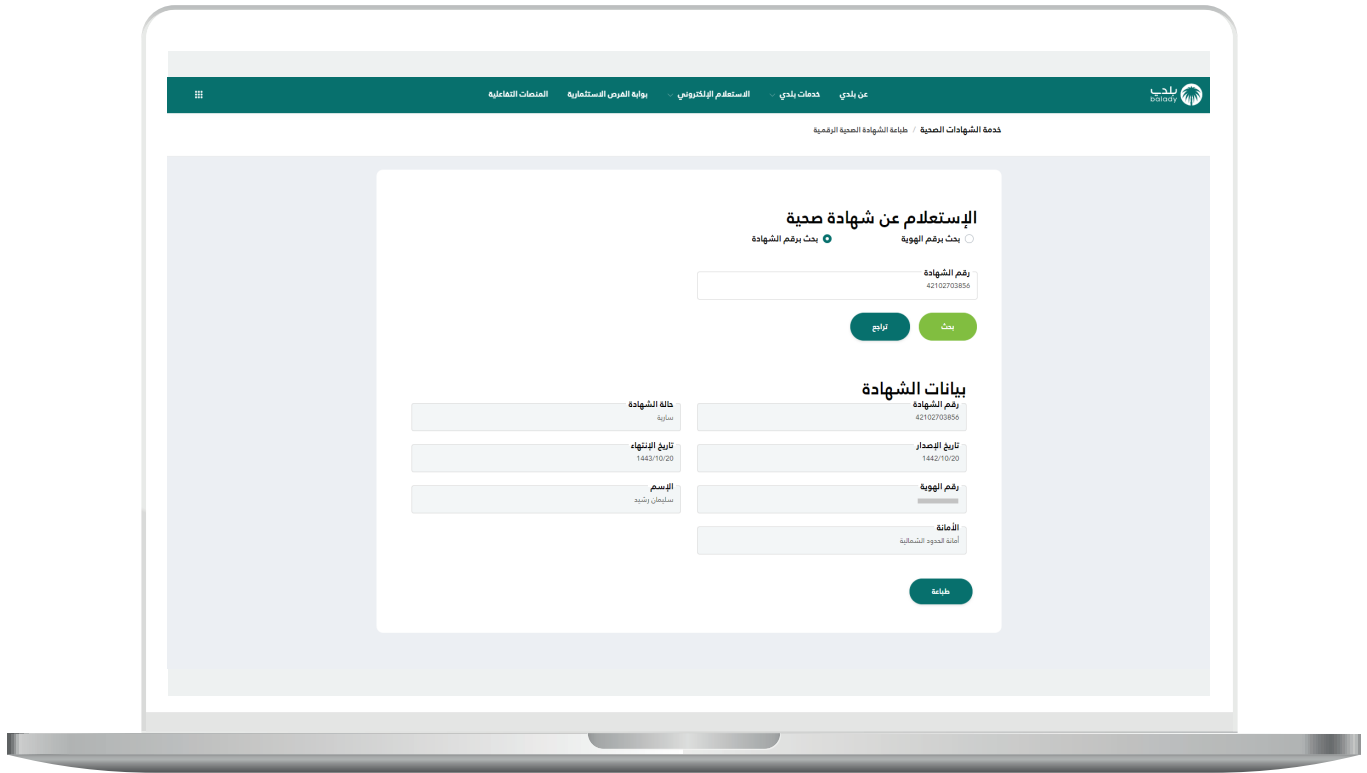 بلدي
balady
عن بلدي
خدمات بلدي
الاستعلام الإلكتروني
بوابة الفرص الاستثمارية
المنصات التفاعلية
خدمة الشهادات الصحية / طباعة الشهادة الصحية الرقمية
الإستعلام عن شهادة صحية
بحث برقم الهوية
بحث برقم الشهادة
رقم الشهادة
42102703856
بحث
تراجع
بيانات الشهادة
رقم الشهادة
42102703856
حالة الشهادة
سارية
تاريخ الإصدار
1442/10/20
تاريخ الإنتهاء
1443/10/20
رقم الهوية
الإسم
سليمان رشيد
الأمانة
أمانة الحدود الشمالية
طباعة